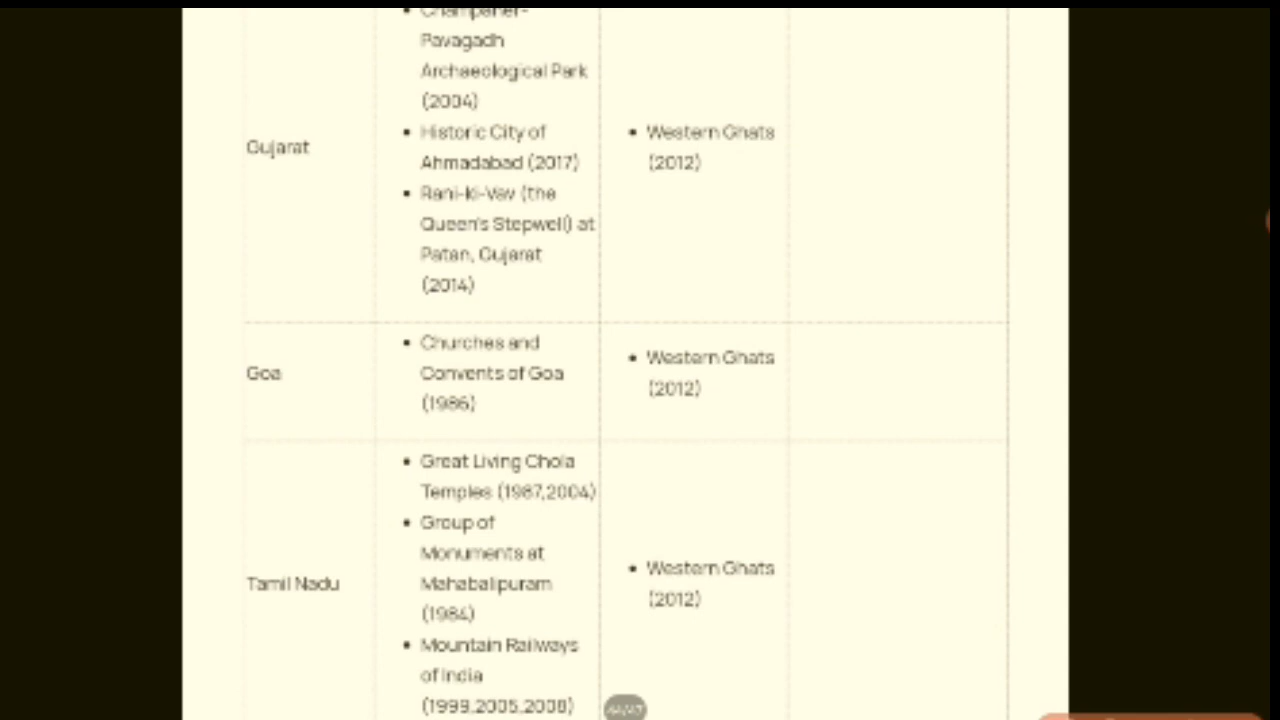 Champaner-
Pavagadh
Archaeological Park
(2004)
Historic City of
Ahmadabad (2017)
Rani-ki-Vav (the
Queen's Stepwell) at
Patan, Gujarat
(2014)
Gujarat
Western Ghats
(2012)
Goa
Churches and
Convents of Goa
(1986)
Western Ghats
(2012)
Tamil Nadu
Great Living Chola
Temples (1987,2004)
Group of
Monuments at
Mahabalipuram
(1984)
Mountain Railways
of India
(1999,2005,2008)
Western Ghats
(2012)